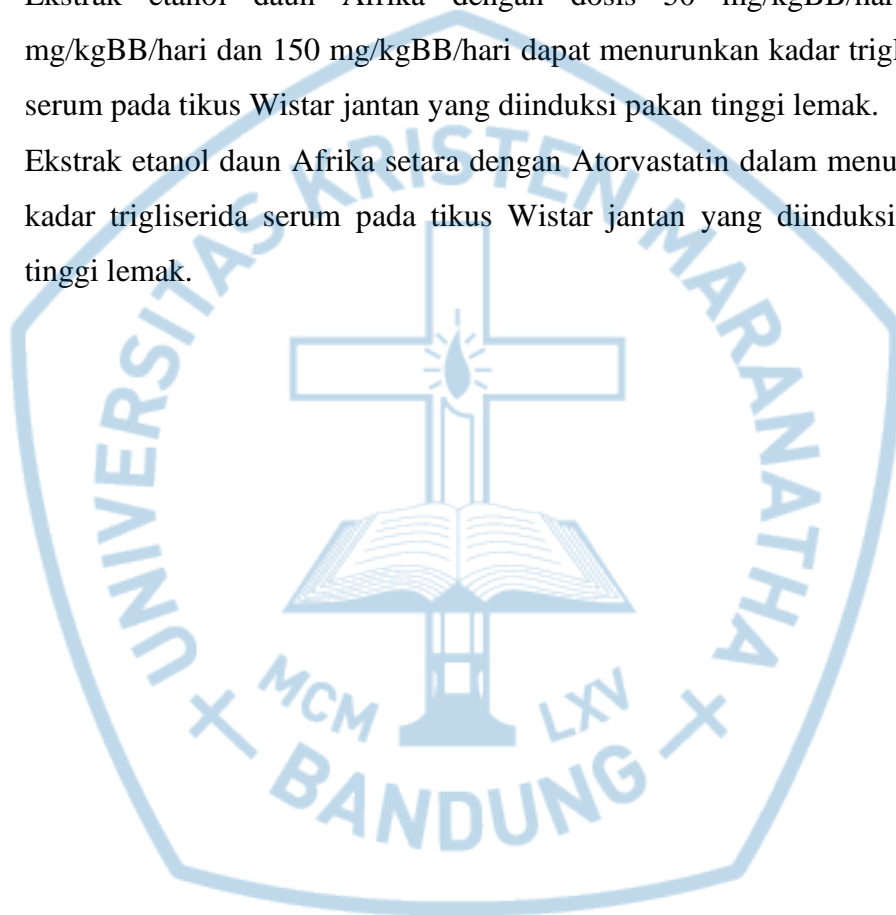 Ekstrak etanol daun Afrika dengan dosis 50 mg/kgBB/hari
mg/kgBB/hari dan 150 mg/kgBB/hari dapat menurunkan kadar trigl
serum pada tikus Wistar jantan yang diinduksi pakan tinggi lemak.
Ekstrak etanol daun Afrika setara dengan Atorvastatin dalam menu
kadar trigliserida serum pada tikus Wistar jantan yang diinduksi
tinggi lemak.
UNIVERSITAS KRISTEN MARANATHA
MCM LXV
BANDUNG